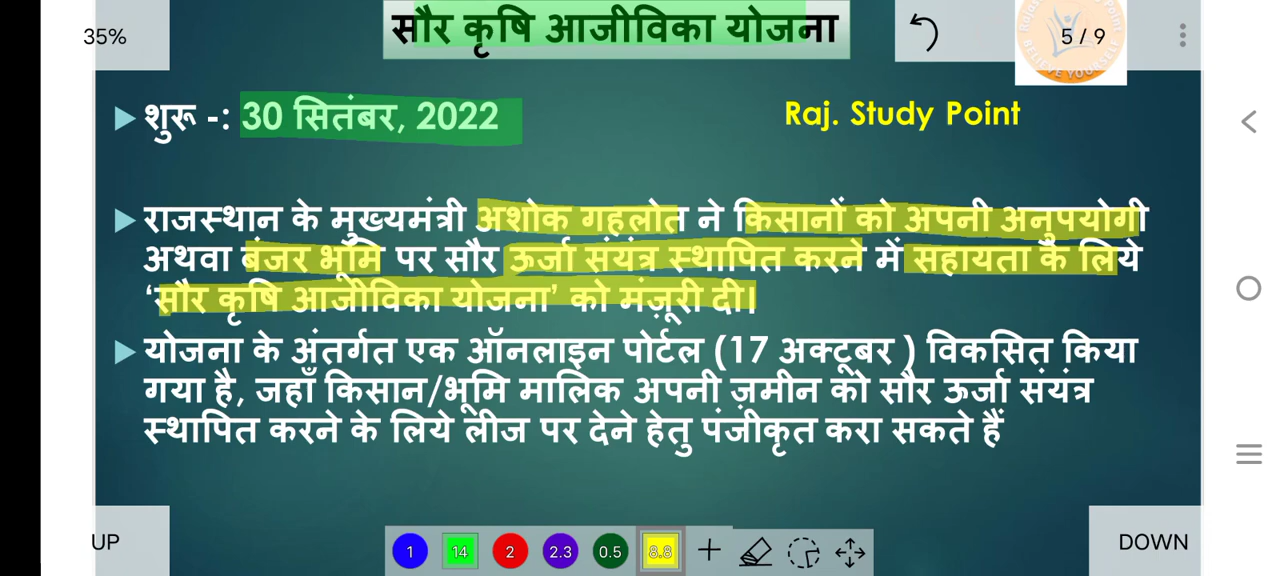 सौर कृषि आजीविका योजना
35%
5 / 9
BELIEVE YOURSELF
शुरू -: 30 सितंबर, 2022
Raj. Study Point
राजस्थान के मुख्यमंत्री अशोक गहलोत ने किसानों को अपनी अनुपयोगी
अथवा बंजर भूमि पर सौर ऊर्जा संयंत्र स्थापित करने में सहायता के लिये
‘सौर कृषि आजीविका योजना’ को मंज़ूरी दी।
योजना के अंतर्गत एक ऑनलाइन पोर्टल (17 अक्टूबर ) विकसित किया
गया है, जहाँ किसान/भूमि मालिक अपनी ज़मीन को सौर ऊर्जा संयंत्र
स्थापित करने के लिये लीज पर देने हेतु पंजीकृत करा सकते हैं
UP
1 14 2 2.3 0.5 8.8
DOWN